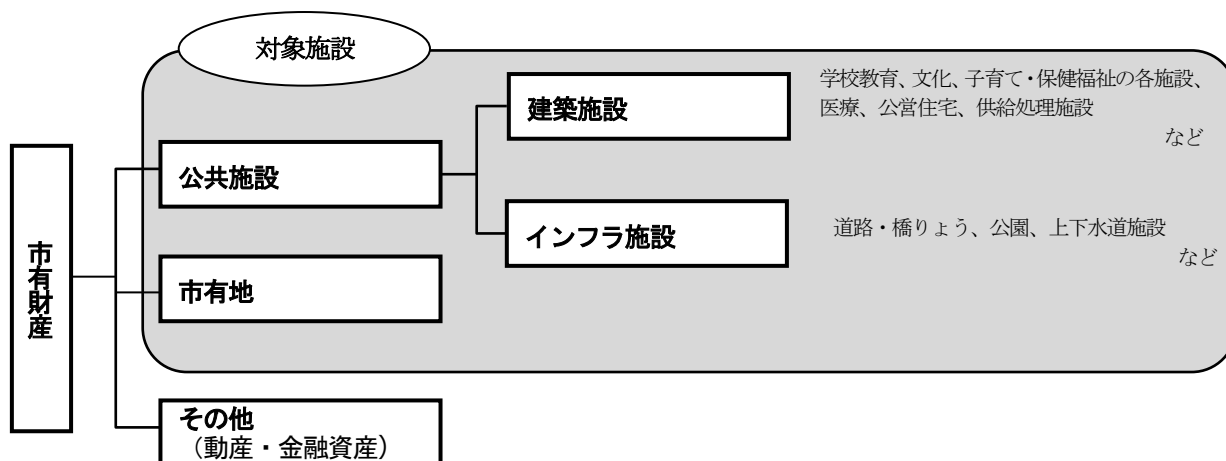 対象施設
学校教育、文化、子育て・保健福祉の各施設、
建築施設
医療、公営住宅、供給処理施設
など
公共施設
インフラ施設
道路・橋りょう、公園、上下水道施設
など
市有財産
市有地
その他
（動産・金融資産）